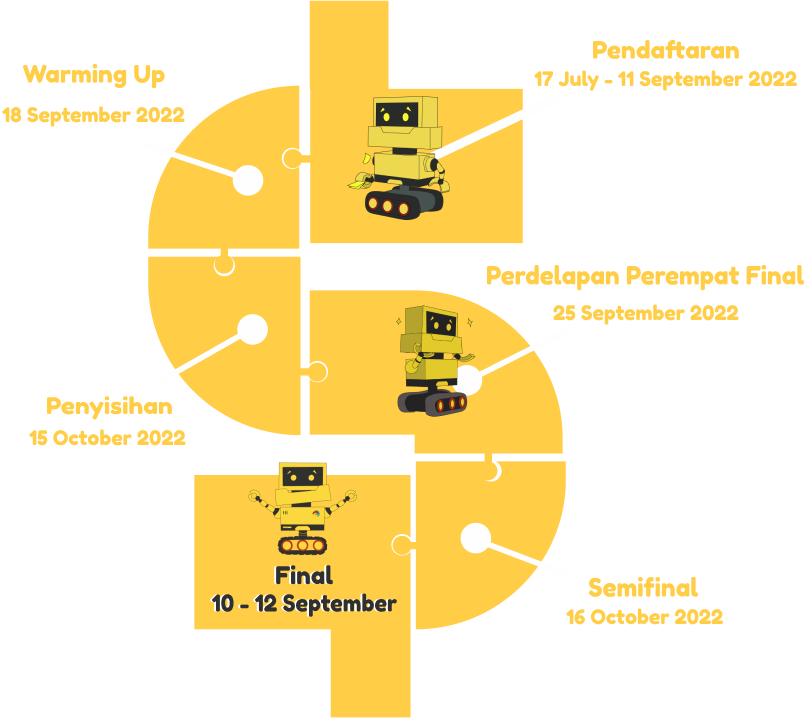 Pendaftaran
17 July - 11 September 2022
Warming Up
18 September 2022
Perdelapan Perempat Final
25 September 2022
Penyisihan
15 October 2022
Semifinal
16 October 2022
HI
Final
10 - 12 September